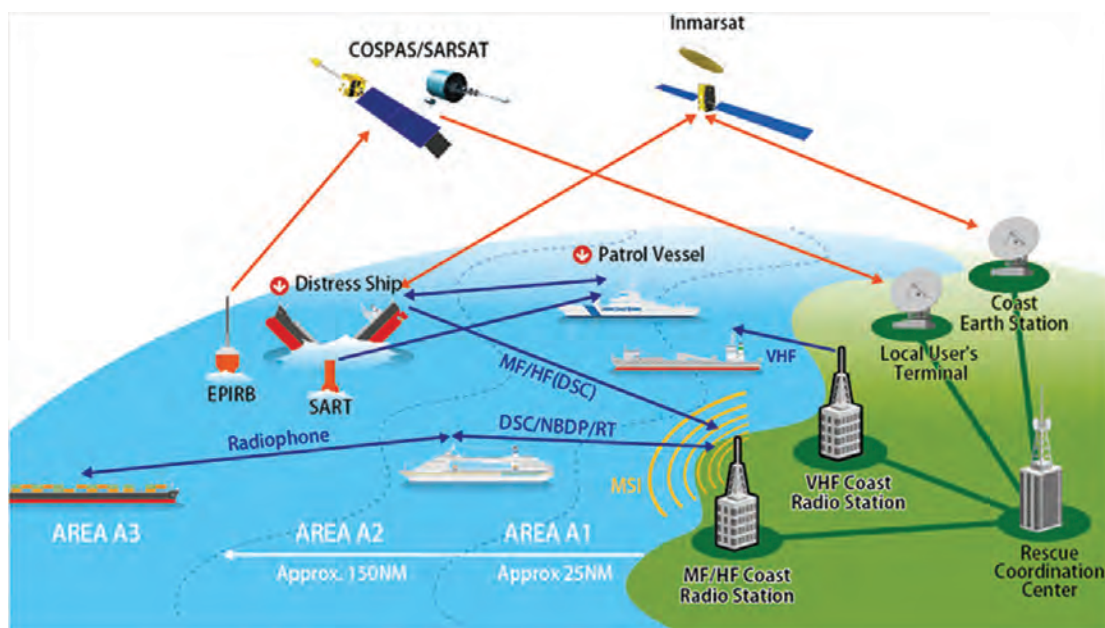 COSPAS/SARSAT
Inmarsat
Distress Ship
Patrol Vessel
Coast
Earth Station
Local User's
Terminal
VHF
EPIRB
SART
MF/HF(DSC)
Radiophone
DSC/NBDP/RT
MSI
VHF Coast
Radio Station
AREA A3
AREA A2
AREA A1
Approx. 150NM
Approx 25NM
MF/HF Coast
Radio Station
Rescue
Coordination
Center